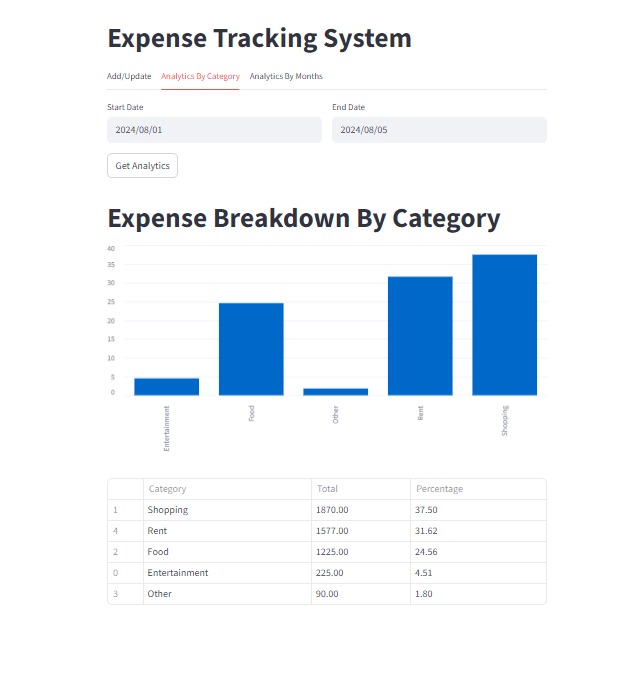 Expense Tracking System
Add/Update Analytics By Category Analytics By Months
Start Date End Date
2024/08/01 2024/08/05
Get Analytics
Expense Breakdown By Category
40
35
30
25
20
15
10
5
0
Entertainment Food Other Rent Shopping
Category Total Percentage
1 Shopping 1870.00 37.50
4 Rent 1577.00 31.62
2 Food 1225.00 24.56
0 Entertainment 225.00 4.51
3 Other 90.00 1.80